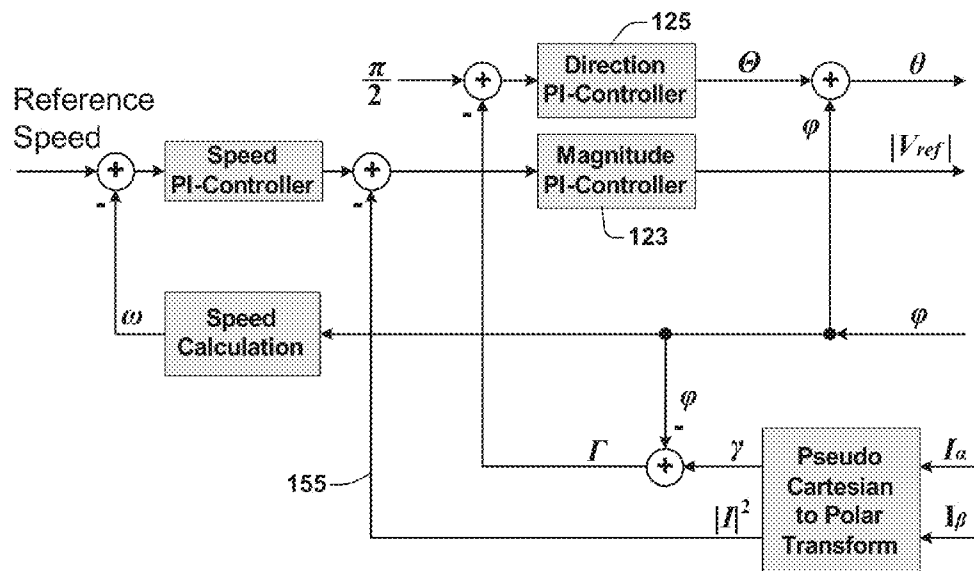 125
π
2
+
-
Direction
PI-Controller
Θ
+
θ
φ
Reference
Speed
+
-
Speed
PI-Controller
+
-
Magnitude
PI-Controller
|Vref|
123
ω
Speed
Calculation
φ
φ
-
155
Γ
+
γ
Pseudo
Cartesian
to Polar
Transform
Iα
|I|²
Iβ